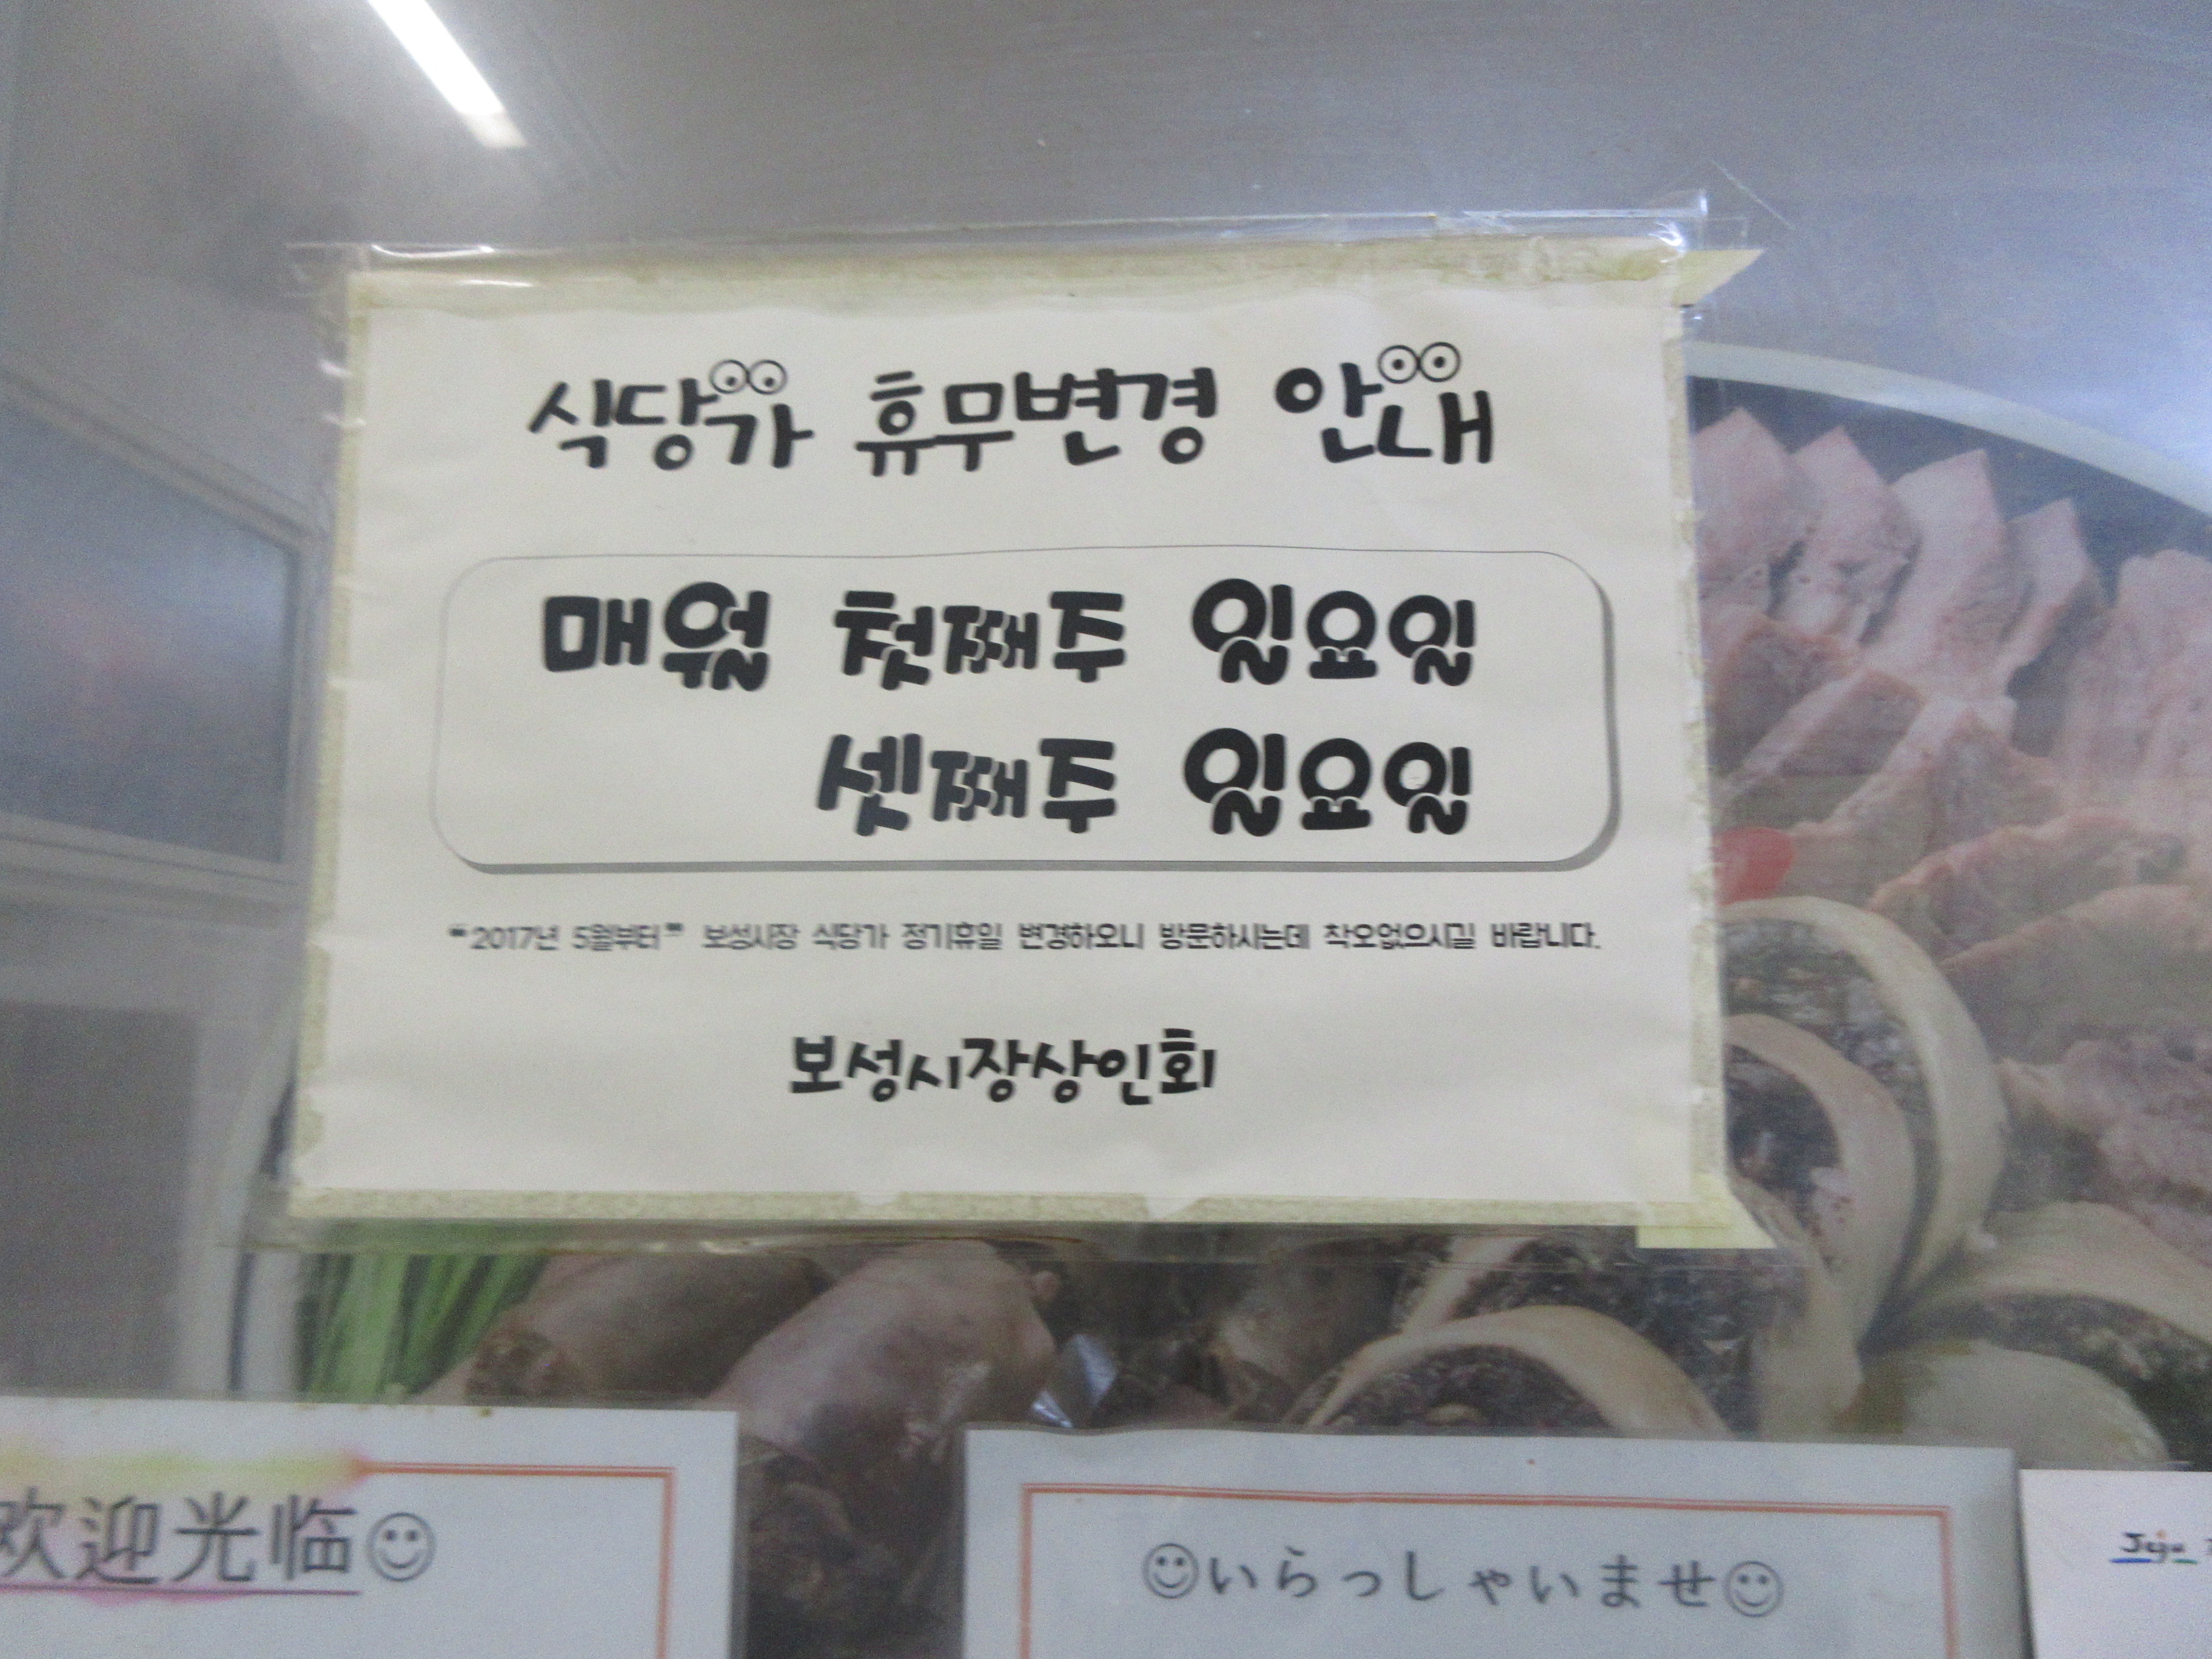 식당가 휴무변경 안내
매월 첫째주 일요일
셋째주 일요일
"2017년 5월부터" 보성시장 식당가 정기휴일 변경하오니 방문하시는데 착오없으시길 바랍니다.
보성시장상인회
欢迎光临
いらっしゃいませ
Jeju